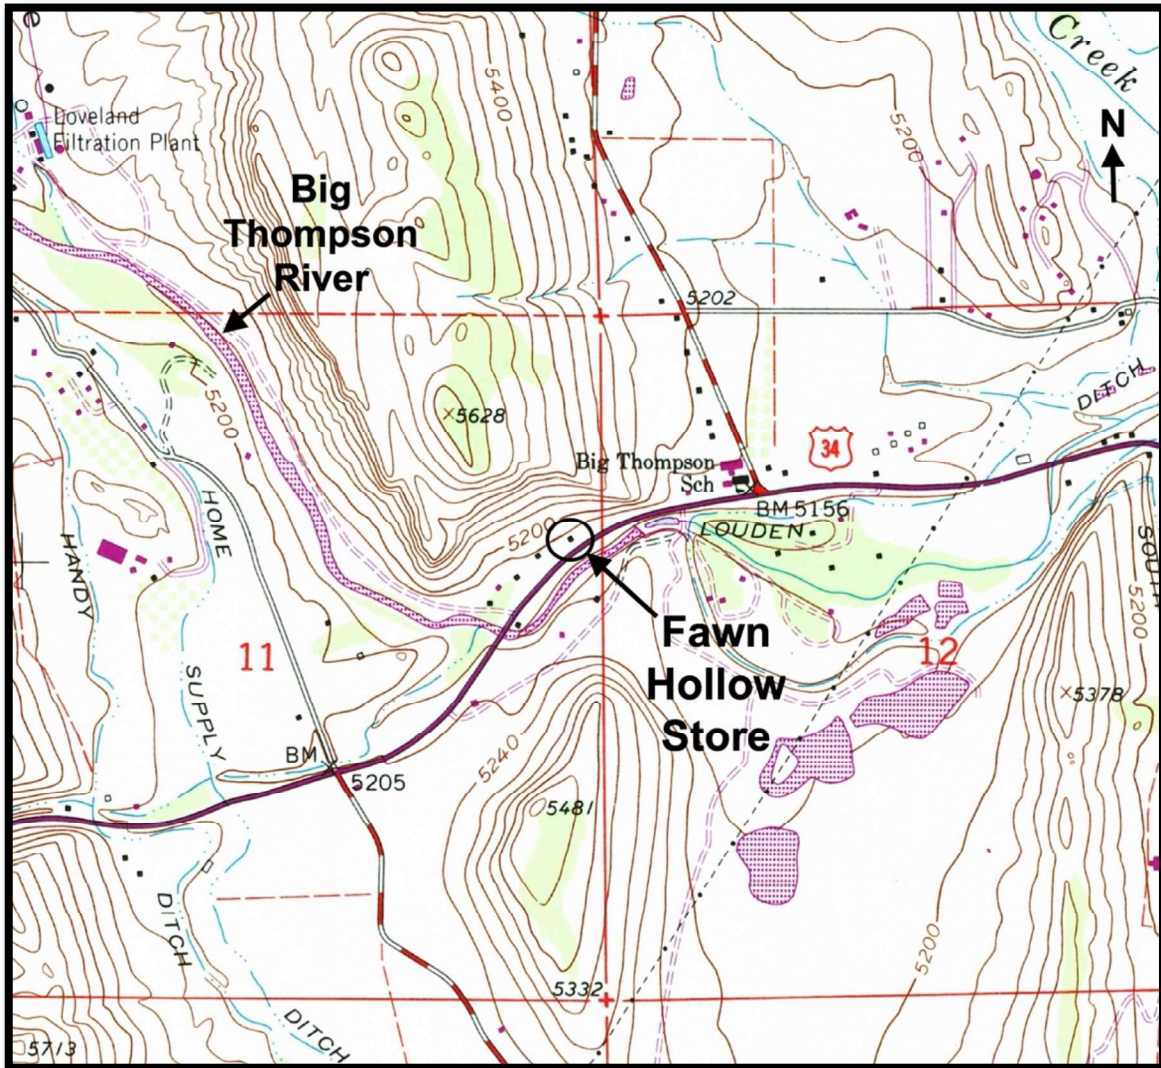 e
Creek
5400
Loveland
Filtration Plant
5200
N
Big
Thompson
River
5202
DITCH
5200
×5628
34
Big Thompson
Sch
BM 5156
LOUDEN
HOME
5200
HANDY
SOUTH
5200
Fawn
Hollow
Store
11
12
SUPPLY
×5378
5240
BM
5205
5481
DITCH
5200
5332
DITCH
5713